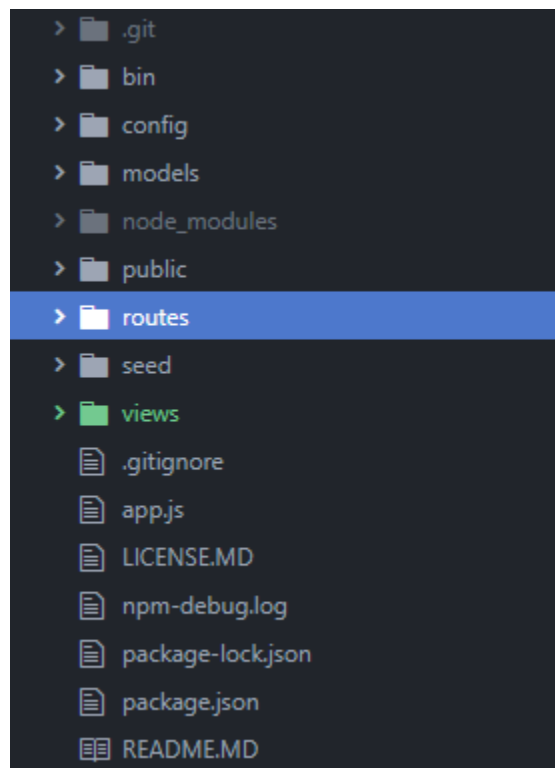 .git
bin
config
models
node_modules
public
routes
seed
views
.gitignore
app.js
LICENSE.MD
npm-debug.log
package-lock.json
package.json
README.MD